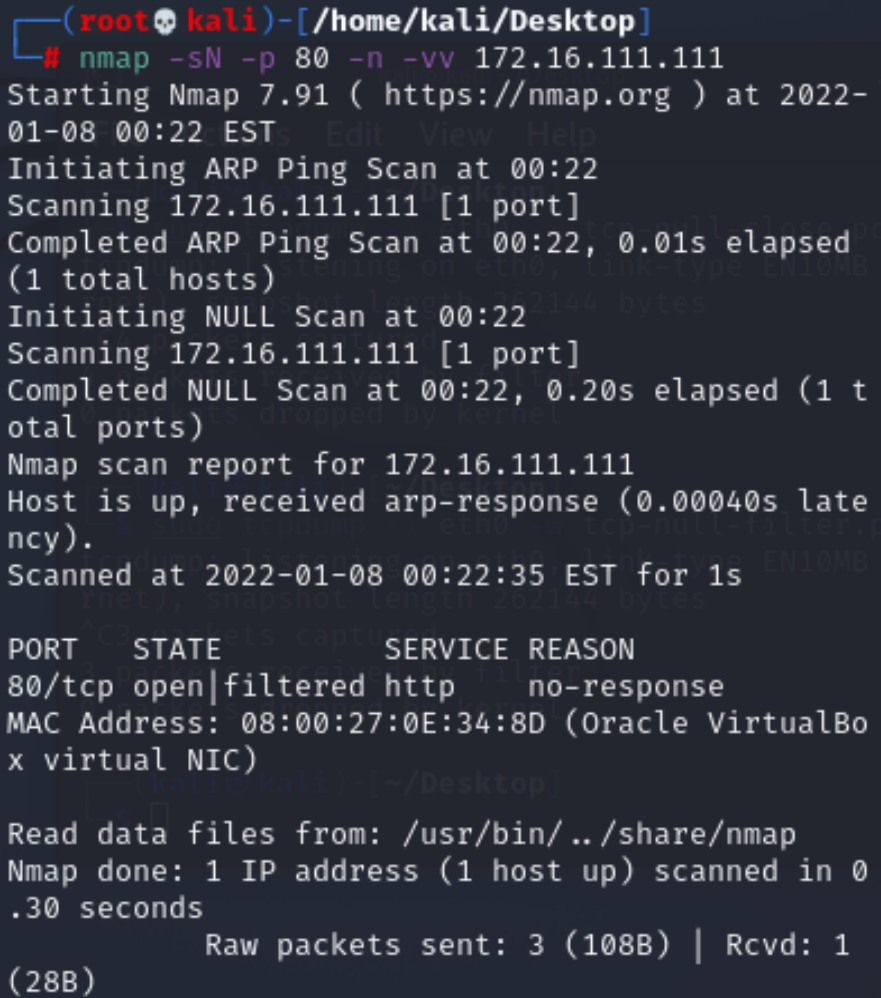 ┌──(root💀kali)-[/home/kali/Desktop]
└─# nmap -sN -p 80 -n -vv 172.16.111.111
Starting Nmap 7.91 ( https://nmap.org ) at 2022-
01-08 00:22 EST
Initiating ARP Ping Scan at 00:22
Scanning 172.16.111.111 [1 port]
Completed ARP Ping Scan at 00:22, 0.01s elapsed
(1 total hosts)
Initiating NULL Scan at 00:22
Scanning 172.16.111.111 [1 port]
Completed NULL Scan at 00:22, 0.20s elapsed (1 t
otal ports)
Nmap scan report for 172.16.111.111
Host is up, received arp-response (0.00040s late
ncy).
Scanned at 2022-01-08 00:22:35 EST for 1s

PORT   STATE         SERVICE REASON
80/tcp open|filtered http    no-response
MAC Address: 08:00:27:0E:34:8D (Oracle VirtualBo
x virtual NIC)

Read data files from: /usr/bin/../share/nmap
Nmap done: 1 IP address (1 host up) scanned in 0
.30 seconds
           Raw packets sent: 3 (108B) | Rcvd: 1
(28B)